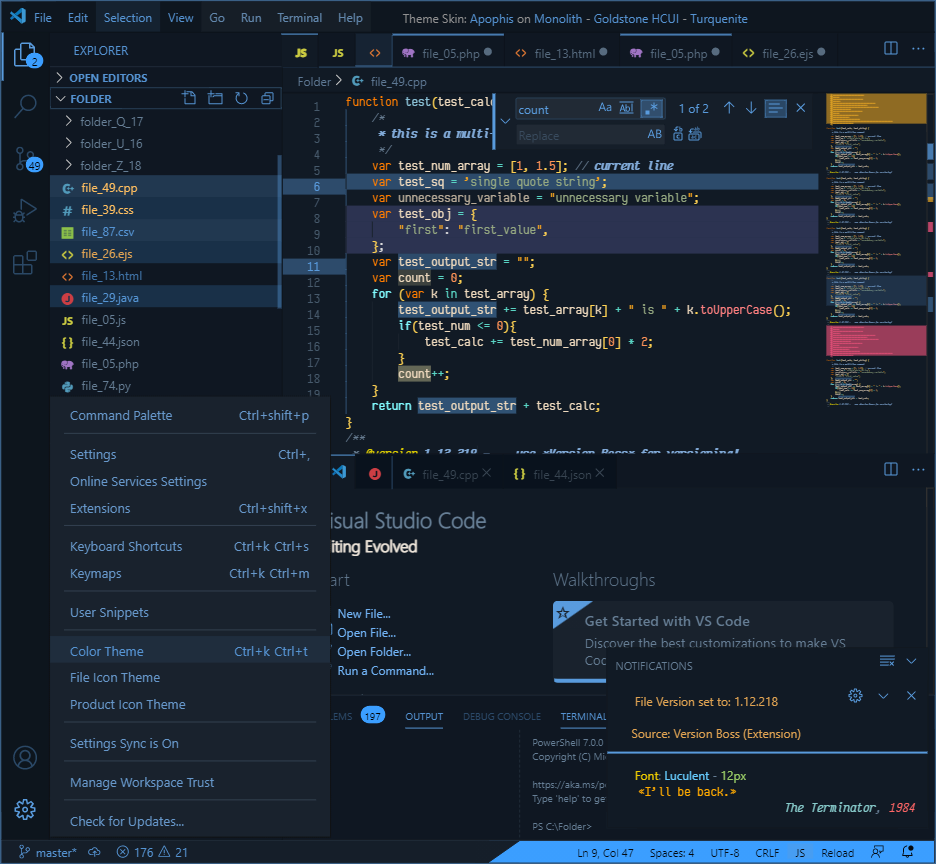 File Edit Selection View Go Run Terminal Help
Theme Skin: Apophis on Monolith - Goldstone HCUI - Turquenite
EXPLORER
OPEN EDITORS
FOLDER
folder_Q_17
folder_U_16
folder_Z_18
file_49.cpp
file_39.css
file_87.csv
file_26.ejs
file_13.html
file_29.java
file_05.js
file_44.json
file_05.php
file_74.py
2
49
JS JS file_05.php file_13.html file_05.php file_26.ejs
Folder > file_49.cpp
count Aa Abl .* 1 of 2
Replace AB
1 function test(test_calc
2 /*
3 * this is a multi-
4 */
5 var test_num_array = [1, 1.5]; // current line
6 var test_sq = 'single quote string';
7 var unnecessary_variable = "unnecessary variable";
8 var test_obj = {
9 "first": "first_value",
10 };
11 var test_output_str = "";
12 var count = 0;
13 for (var k in test_array) {
14 test_output_str += test_array[k] + " is " + k.toUpperCase();
15 if(test_num <= 0){
16 test_calc += test_num_array[0] * 2;
17 }
18 count++;
19 }
return test_output_str + test_calc;
}
/**
Command Palette Ctrl+shift+p
Settings Ctrl+,
Online Services Settings
Extensions Ctrl+shift+x
Keyboard Shortcuts Ctrl+k Ctrl+s
Keymaps Ctrl+k Ctrl+m
User Snippets
Color Theme Ctrl+k Ctrl+t
File Icon Theme
Product Icon Theme
Settings Sync is On
Manage Workspace Trust
Check for Updates...
file_49.cpp file_44.json
isual Studio Code
iting Evolved
art
New File...
Open File...
Open Folder...
Run a Command...
Walkthroughs
Get Started with VS Code
Discover the best customizations to make VS
LEMS 197 OUTPUT DEBUG CONSOLE TERMINAL
PowerShell 7.0.0
Copyright (C) Mi
https://aka.ms/p
Type 'help' to ge
PS C:\Folder>
NOTIFICATIONS
File Version set to: 1.12.218
Source: Version Boss (Extension)
Font: Luculent - 12px
«I'll be back.»
The Terminator, 1984
master* 176 21
Ln 9, Col 47 Spaces: 4 UTF-8 CRLF JS Reload